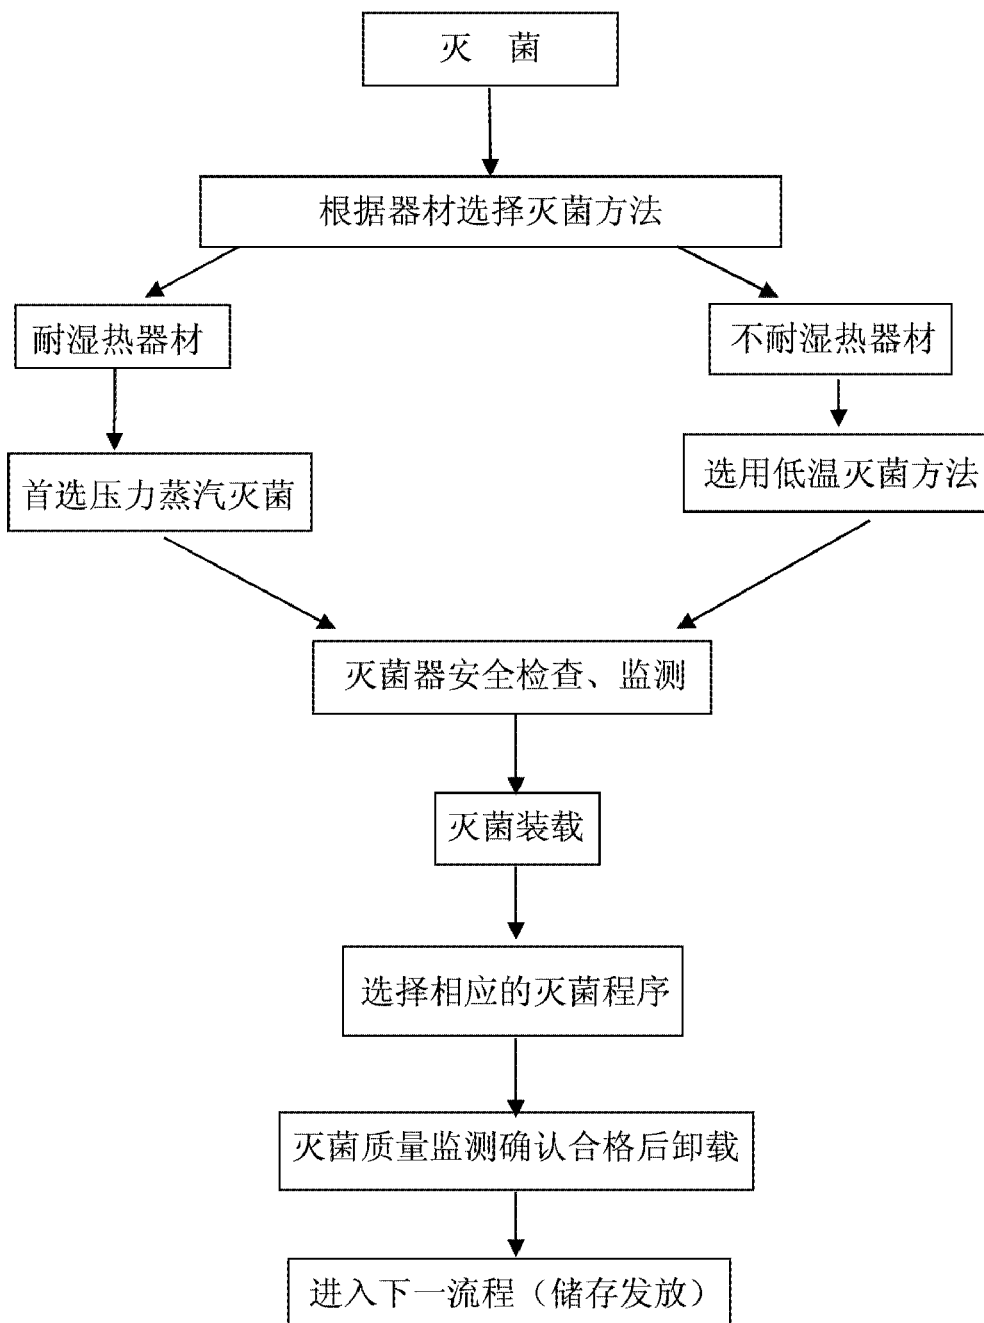 灭 菌
根据器材选择灭菌方法
耐湿热器材
不耐湿热器材
首选压力蒸汽灭菌
选用低温灭菌方法
灭菌器安全检查、监测
灭菌装载
选择相应的灭菌程序
灭菌质量监测确认合格后卸载
进入下一流程（储存发放）